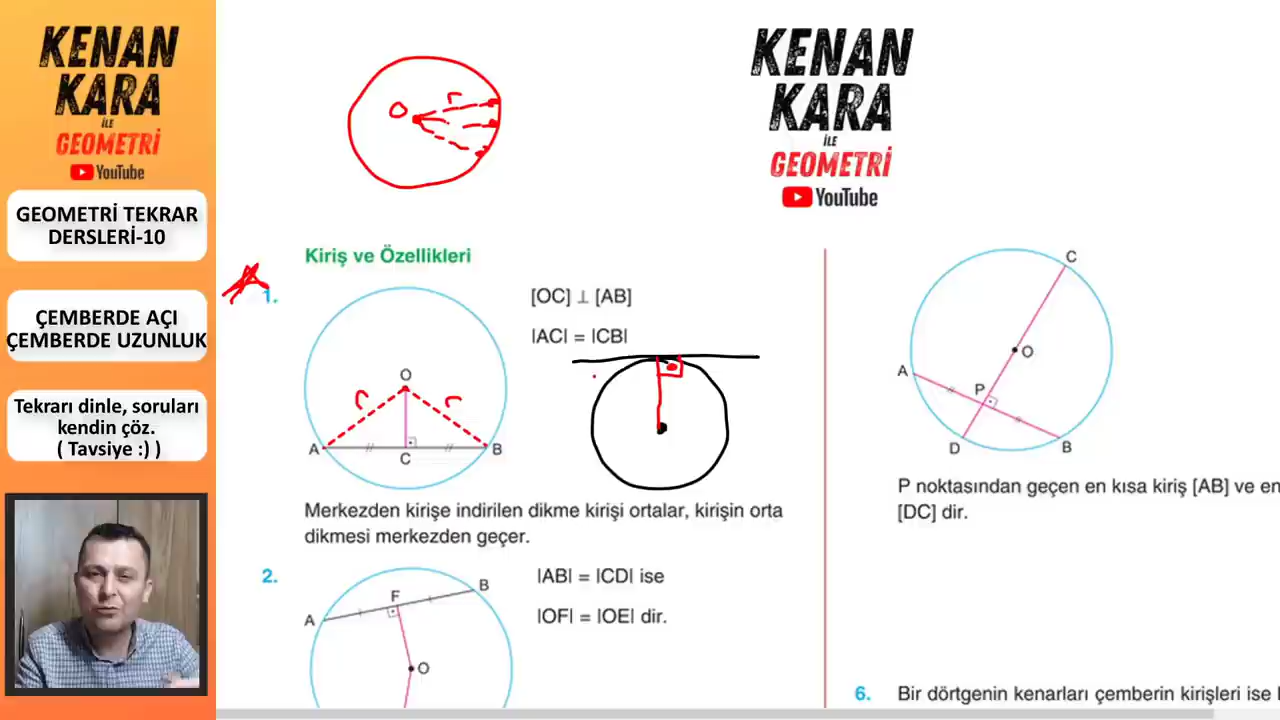 KENAN
KARA
İLE
GEOMETRİ
YouTube
GEOMETRİ TEKRAR
DERSLERİ-10
ÇEMBERDE AÇI
ÇEMBERDE UZUNLUK
Tekrarı dinle, soruları
kendin çöz.
( Tavsiye :) )
KENAN
KARA
İLE
GEOMETRİ
YouTube
O r
Kiriş ve Özellikleri
1.
[OC] ⊥ [AB]
|AC| = |CB|
O
r r
A C B
Merkezden kirişe indirilen dikme kirişi ortalar, kirişin orta
dikmesi merkezden geçer.
2.
|AB| = |CD| ise
|OF| = |OE| dir.
A F B
O
C
O
A P
D B
P noktasından geçen en kısa kiriş [AB] ve en
[DC] dir.
6. Bir dörtgenin kenarları çemberin kirişleri ise